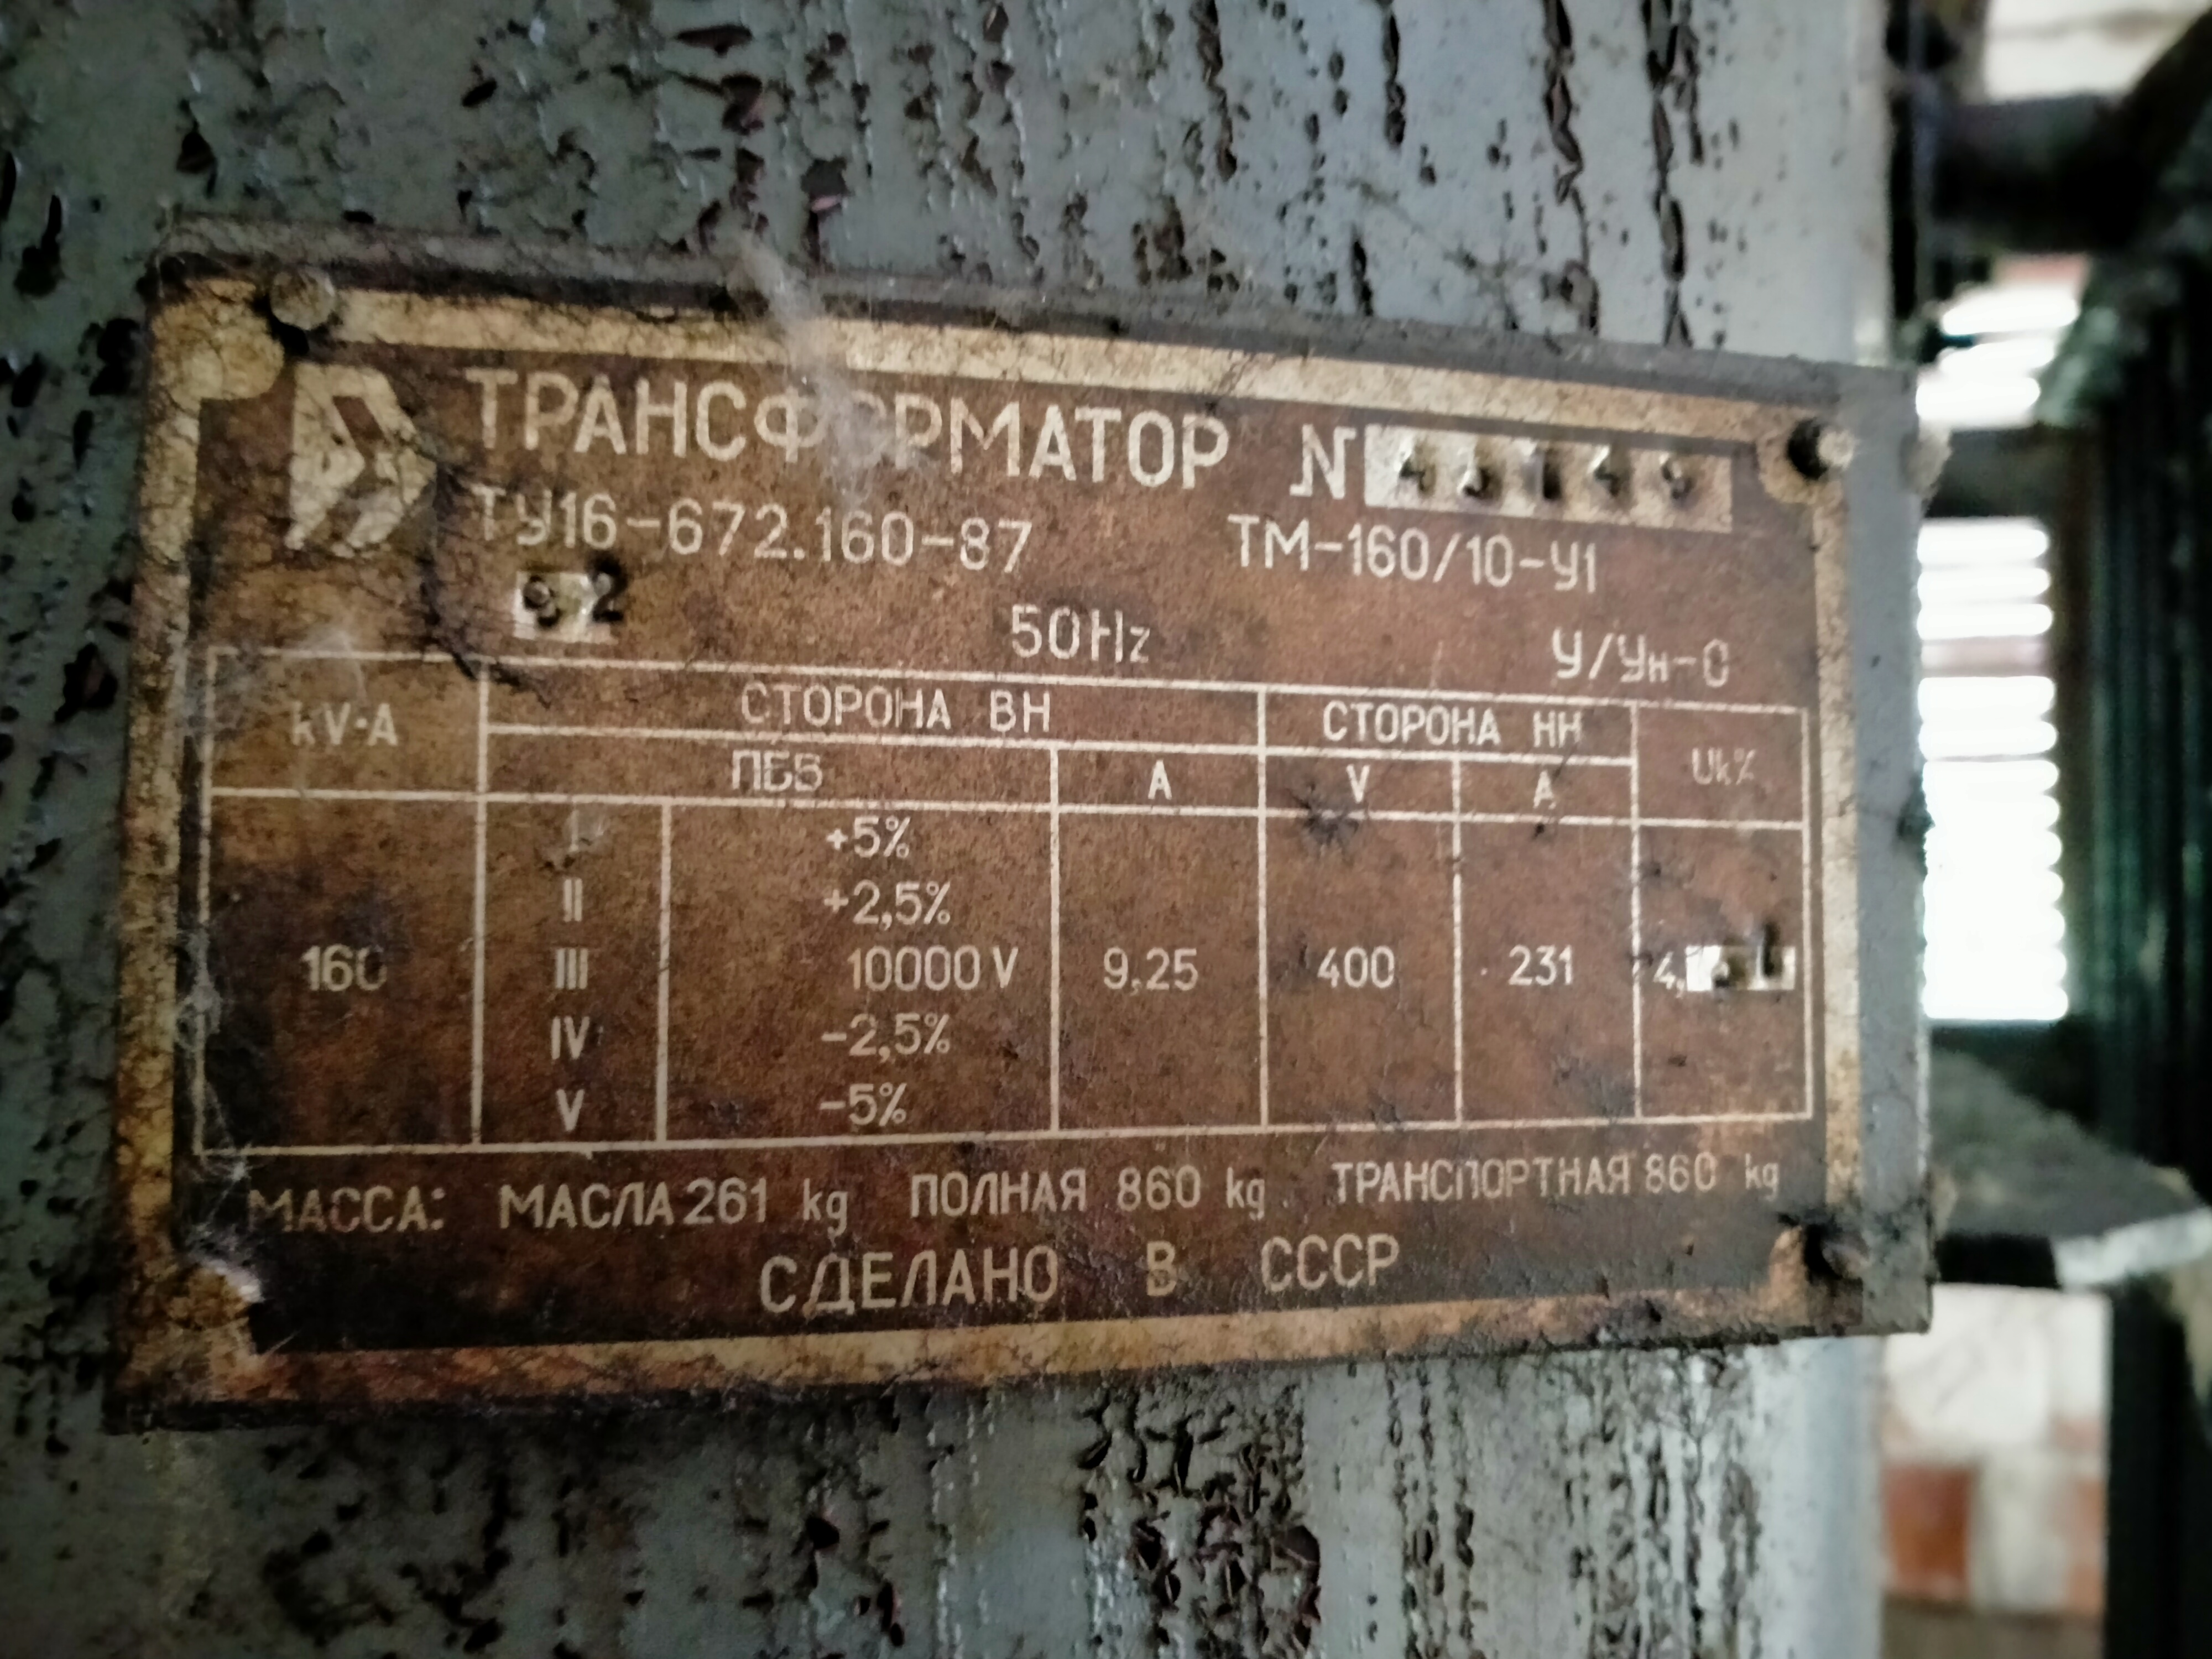 ТРАНСФОРМАТОР №
ТУ16-672.160-87 ТМ-160/10-У1
92
50Hz У/Ун-0
kV·A СТОРОНА ВН СТОРОНА НН Uk%
ПБВ А V А
I +5%
II +2,5%
160 III 10000 V 9,25 400 231
IV -2,5%
V -5%
МАССА: МАСЛА 261 kg ПОЛНАЯ 860 kg ТРАНСПОРТНАЯ 860 kg
СДЕЛАНО В СССР